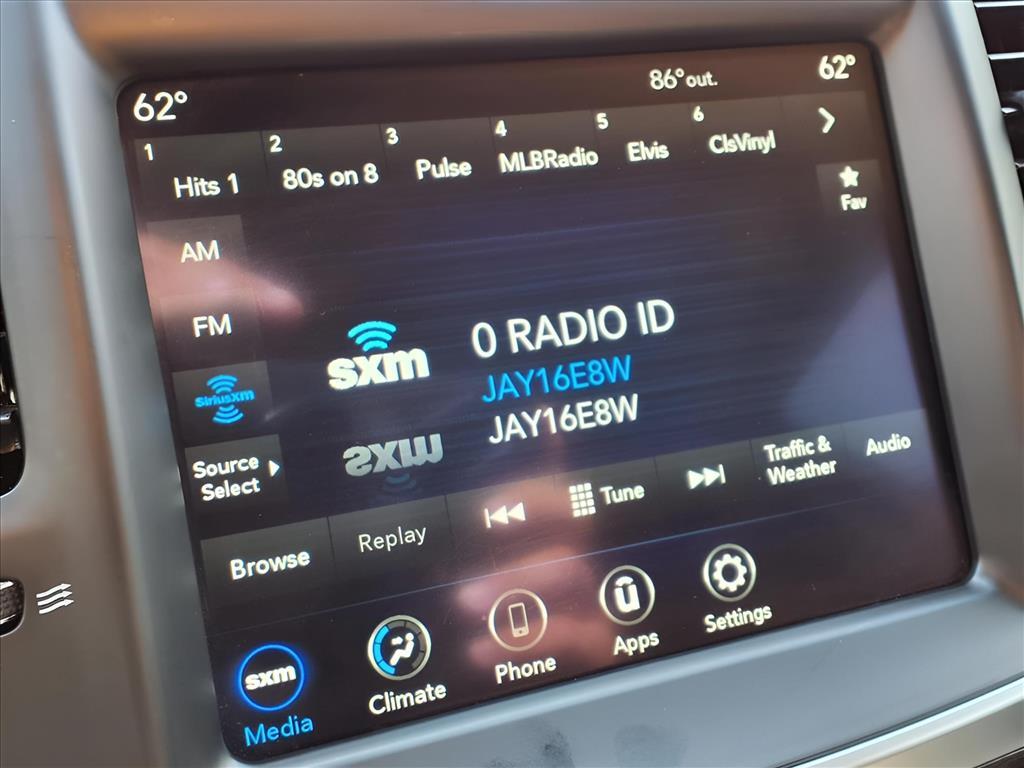 62°
86° out.
62°
1
Hits 1
2
80s on 8
3
Pulse
4
MLBRadio
5
Elvis
6
ClsVinyl
Fav
AM
FM
SiriusXM
Source
Select
sxm
sxm
0 RADIO ID
JAY16E8W
JAY16E8W
Browse
Replay
Tune
Traffic &
Weather
Audio
sxm
Media
Climate
Phone
ū
Apps
Settings